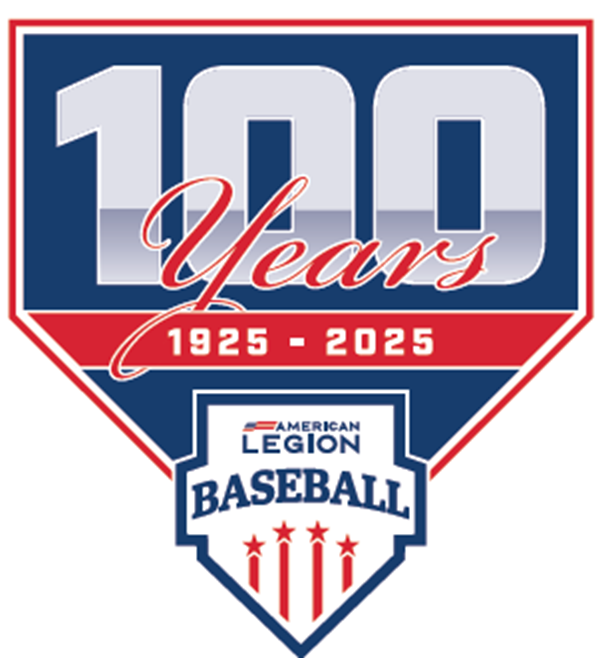 100
Years
1925 - 2025
AMERICAN
LEGION
BASEBALL